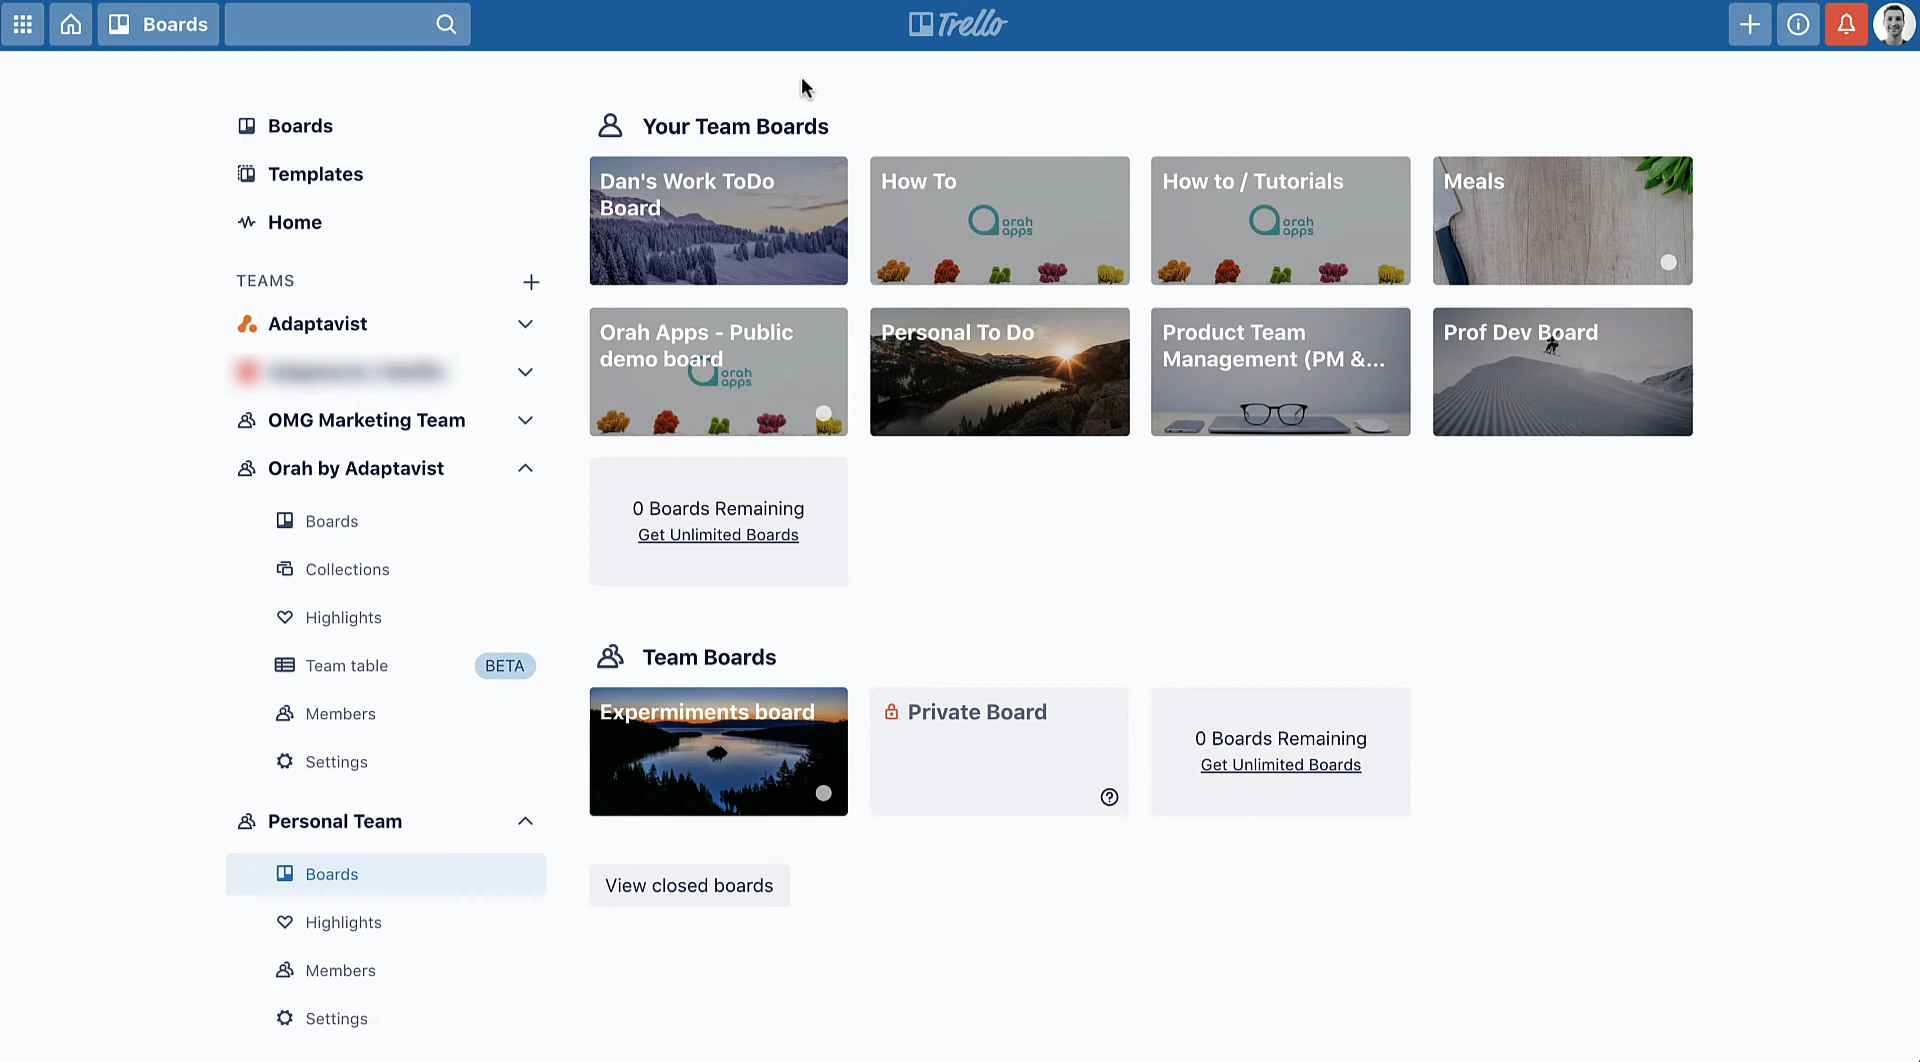 Boards
Trello
Boards
Templates
Home
TEAMS
Adaptavist
OMG Marketing Team
Orah by Adaptavist
Boards
Collections
Highlights
Team table
BETA
Members
Settings
Personal Team
Boards
Highlights
Members
Settings
Your Team Boards
Dan's Work ToDo
Board
How To
orah
apps
How to / Tutorials
orah
apps
Meals
Orah Apps - Public
demo board
orah
apps
Personal To Do
Product Team
Management (PM &...
Prof Dev Board
0 Boards Remaining
Get Unlimited Boards
Team Boards
Expermiments board
Private Board
0 Boards Remaining
Get Unlimited Boards
View closed boards